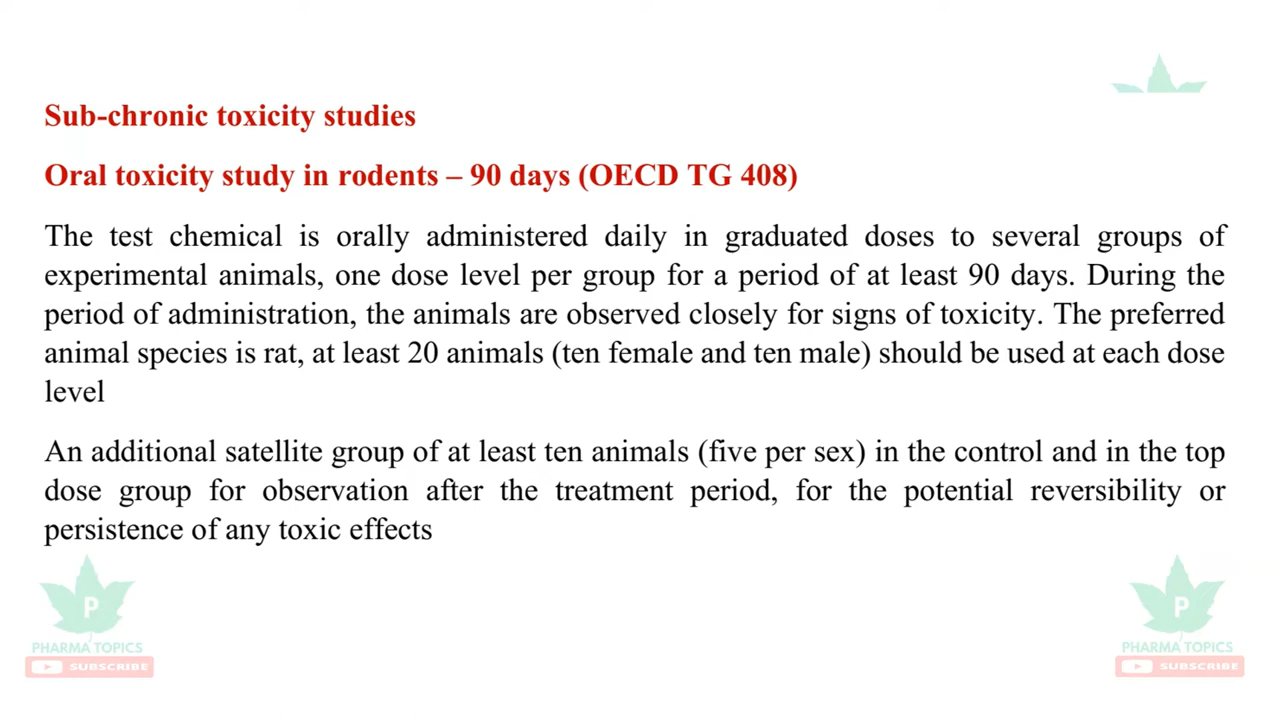 Sub-chronic toxicity studies
Oral toxicity study in rodents – 90 days (OECD TG 408)
The test chemical is orally administered daily in graduated doses to several groups of
experimental animals, one dose level per group for a period of at least 90 days. During the
period of administration, the animals are observed closely for signs of toxicity. The preferred
animal species is rat, at least 20 animals (ten female and ten male) should be used at each dose
level
An additional satellite group of at least ten animals (five per sex) in the control and in the top
dose group for observation after the treatment period, for the potential reversibility or
persistence of any toxic effects
P
PHARMA TOPICS
SUBSCRIBE
P
PHARMA TOPICS
SUBSCRIBE